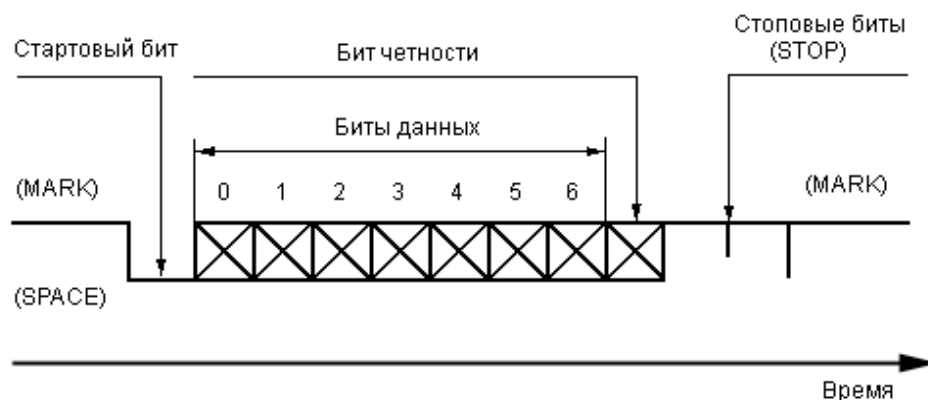 Стартовый бит
Бит четности
Стоповые биты
(STOP)
Биты данных
(MARK)
0 1 2 3 4 5 6
(MARK)
(SPACE)
Время